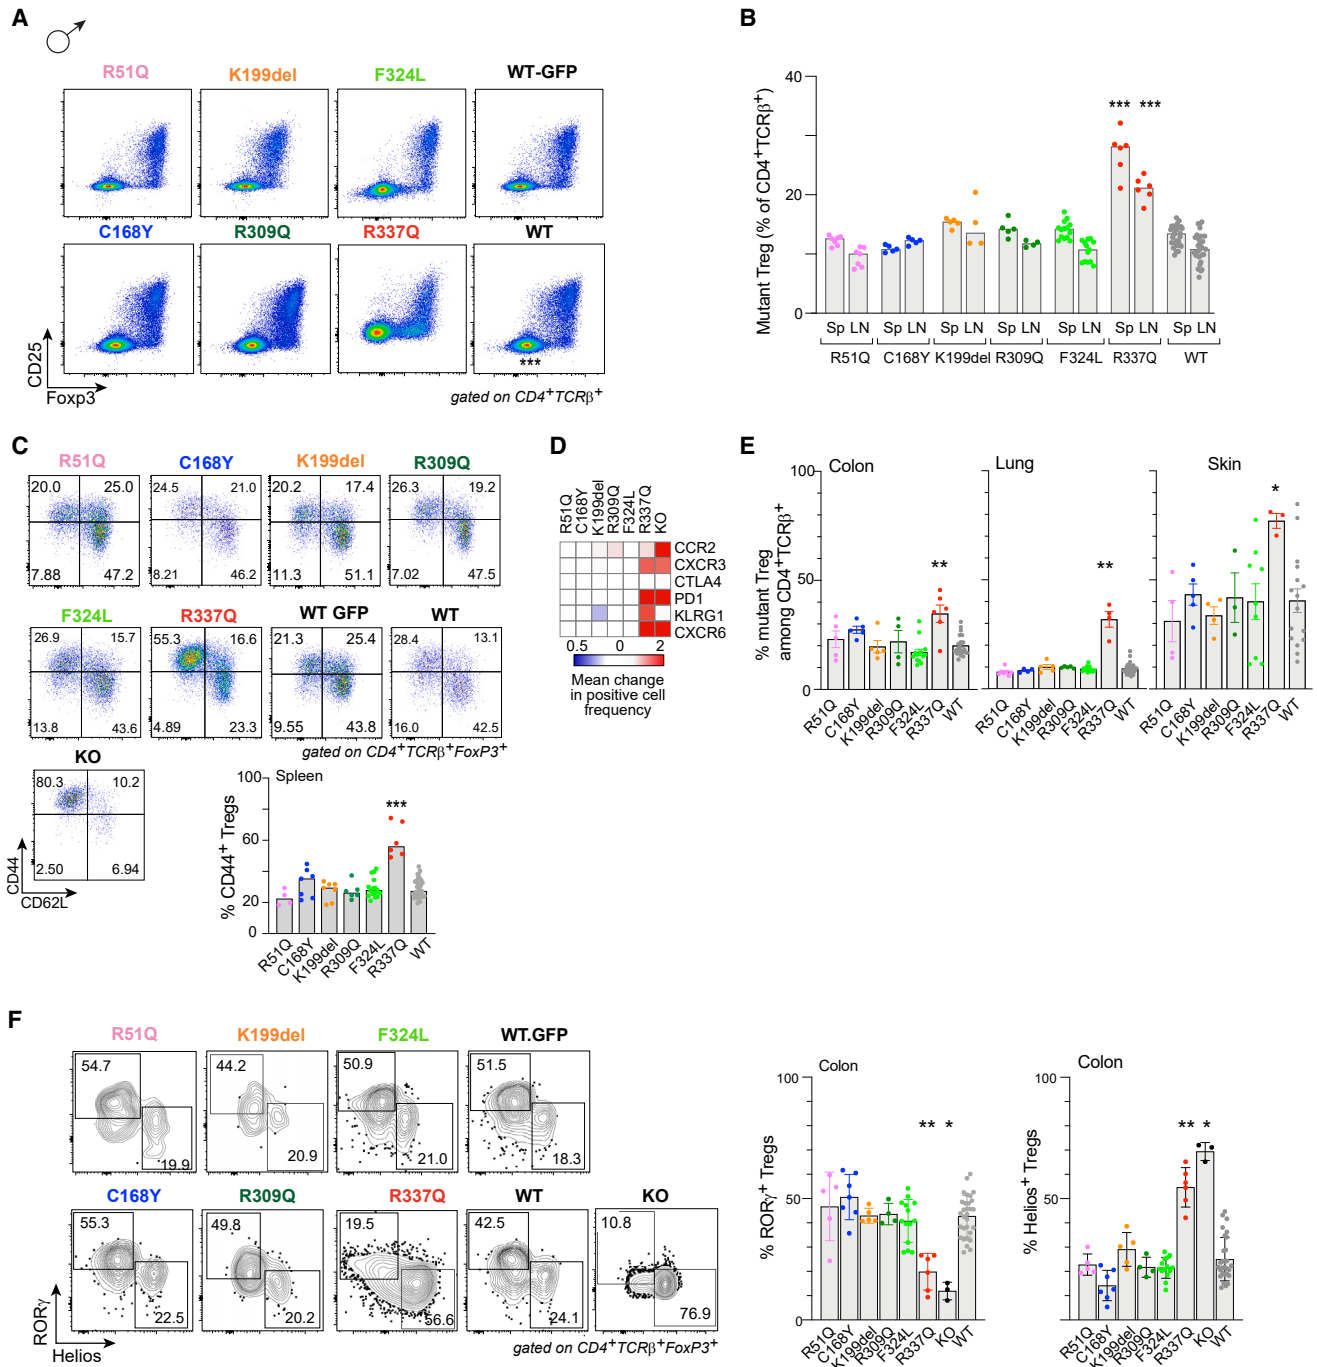 A
R51Q
K199del
F324L
WT-GFP
C168Y
R309Q
R337Q
WT
CD25
Foxp3
***
gated on CD4+TCRβ+
B
Mutant Treg (% of CD4+TCRβ+)
40
20
0
*** ***
Sp LN Sp LN Sp LN Sp LN Sp LN Sp LN Sp LN
R51Q C168Y K199del R309Q F324L R337Q WT
C
R51Q C168Y K199del R309Q
20.0 25.0 24.5 21.0 20.2 17.4 26.3 19.2
7.88 47.2 8.21 46.2 11.3 51.1 7.02 47.5
F324L R337Q WT GFP WT
26.9 15.7 55.3 16.6 21.3 25.4 28.4 13.1
13.8 43.6 4.89 23.3 9.55 43.8 16.0 42.5
gated on CD4+TCRβ+FoxP3+
KO
80.3 10.2
2.50 6.94
CD44
CD62L
Spleen
% CD44+ Tregs
100
60
20
0
***
R51Q C168Y K199del R309Q F324L R337Q WT
D
R51Q C168Y K199del R309Q F324L R337Q KO
CCR2
CXCR3
CTLA4
PD1
KLRG1
CXCR6
0.5 0 2
Mean change
in positive cell
frequency
E
% mutant Treg
among CD4+TCRβ+
100
50
0
Colon
**
R51Q C168Y K199del R309Q F324L R337Q WT
Lung
**
R51Q C168Y K199del R309Q F324L R337Q WT
Skin
*
R51Q C168Y K199del R309Q F324L R337Q WT
F
R51Q K199del F324L WT.GFP
54.7 44.2 50.9 51.5
19.9 20.9 21.0 18.3
C168Y R309Q R337Q WT KO
55.3 49.8 19.5 42.5 10.8
22.5 20.2 56.6 24.1 76.9
RORγ
Helios
gated on CD4+TCRβ+FoxP3+
Colon
% RORγ+ Tregs
100
50
0
** *
R51Q C168Y K199del R309Q F324L R337Q KO WT
Colon
% Helios+ Tregs
100
50
0
** *
R51Q C168Y K199del R309Q F324L R337Q KO WT